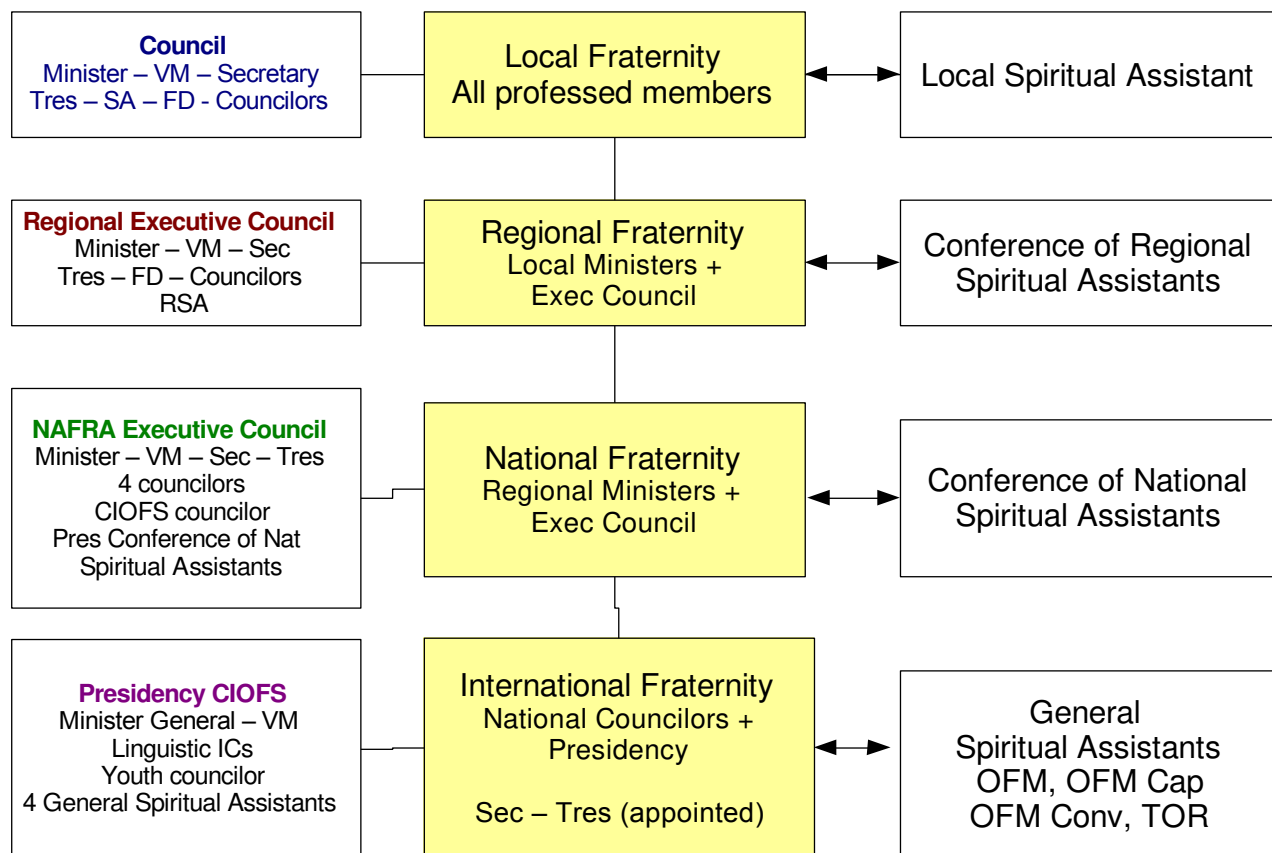 Council
Minister – VM – Secretary
Tres – SA – FD - Councilors
Local Fraternity
All professed members
Local Spiritual Assistant
Regional Executive Council
Minister – VM – Sec
Tres – FD – Councilors
RSA
Regional Fraternity
Local Ministers +
Exec Council
Conference of Regional
Spiritual Assistants
NAFRA Executive Council
Minister – VM – Sec – Tres
4 councilors
CIOFS councilor
Pres Conference of Nat
Spiritual Assistants
National Fraternity
Regional Ministers +
Exec Council
Conference of National
Spiritual Assistants
Presidency CIOFS
Minister General – VM
Linguistic ICs
Youth councilor
4 General Spiritual Assistants
International Fraternity
National Councilors +
Presidency
Sec – Tres (appointed)
General
Spiritual Assistants
OFM, OFM Cap
OFM Conv, TOR